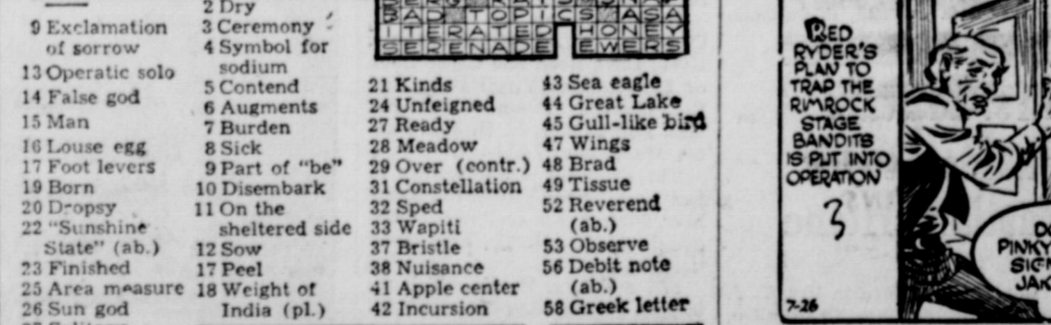 9 Exclamation
of sorrow
13 Operatic solo
14 False god
15 Man
16 Louse egg
17 Foot levers
19 Born
20 Dropsy
22 "Sunshine
State" (ab.)
23 Finished
25 Area measure
26 Sun god
2 Dry
3 Ceremony
4 Symbol for
sodium
5 Contend
6 Augments
7 Burden
8 Sick
9 Part of "be"
10 Disembark
11 On the
sheltered side
12 Sow
17 Peel
18 Weight of
India (pl.)
BAD TOPICS ASA
ITERATED HONEY
SERENADE EWERS
21 Kinds
24 Unfeigned
27 Ready
28 Meadow
29 Over (contr.)
31 Constellation
32 Sped
33 Wapiti
37 Bristle
38 Nuisance
41 Apple center
42 Incursion
43 Sea eagle
44 Great Lake
45 Gull-like bird
47 Wings
48 Brad
49 Tissue
52 Reverend
(ab.)
53 Observe
56 Debit note
(ab.)
58 Greek letter
RED
RYDER'S
PLAN TO
TRAP THE
RIMROCK
STAGE
BANDITS
IS PUT INTO
OPERATION
3
7-26
PINKY